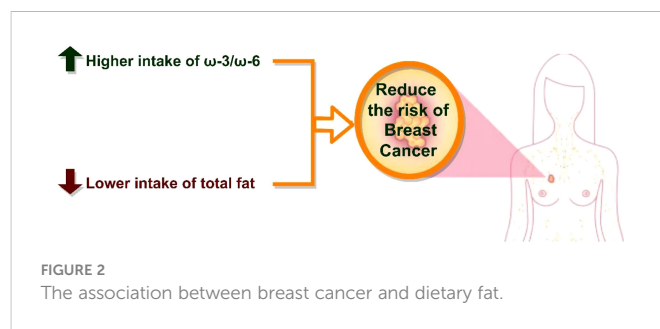 Higher intake of ω-3/ω-6
Reduce
the risk of
Breast
Cancer
Lower intake of total fat
FIGURE 2
The association between breast cancer and dietary fat.